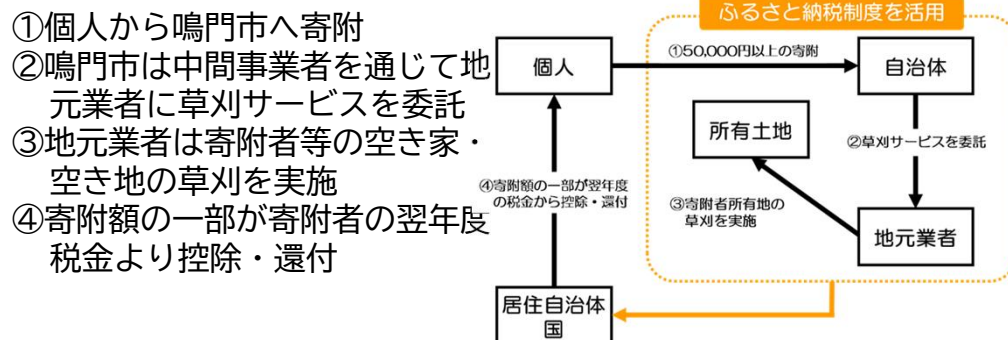 ①個人から鳴門市へ寄附
②鳴門市は中間事業者を通じて地
元業者に草刈サービスを委託
③地元業者は寄附者等の空き家・
空き地の草刈を実施
④寄附額の一部が寄附者の翌年度
税金より控除・還付
ふるさと納税制度を活用
個人
①50,000円以上の寄附
自治体
所有土地
②草刈サービスを委託
④寄附額の一部が翌年度
の税金から控除・還付
③寄附者所有地の
草刈を実施
地元業者
居住自治体
国